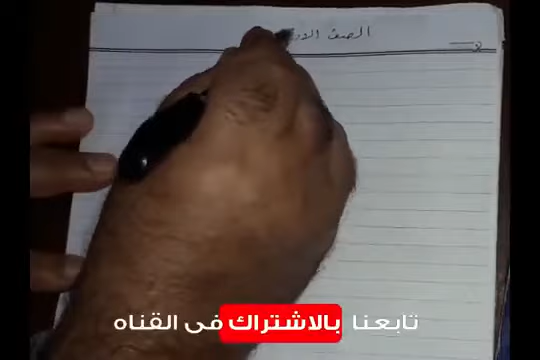 الصف
تابعنا بالاشتراك فى القناه